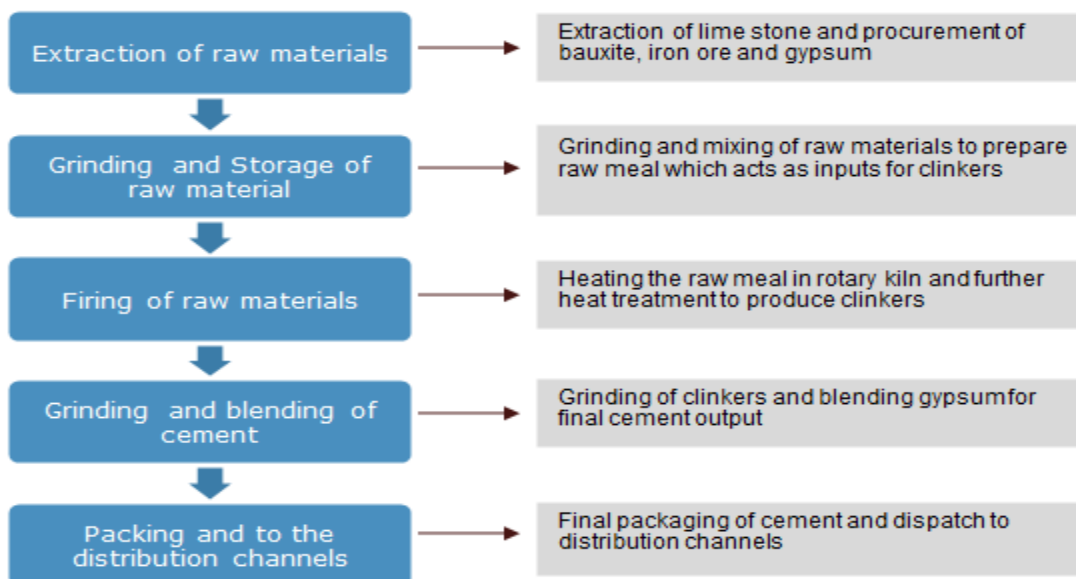 Extraction of raw materials
Extraction of lime stone and procurement of
bauxite, iron ore and gypsum
Grinding and Storage of
raw material
Grinding and mixing of raw materials to prepare
raw meal which acts as inputs for clinkers
Firing of raw materials
Heating the raw meal in rotary kiln and further
heat treatment to produce clinkers
Grinding and blending of
cement
Grinding of clinkers and blending gypsum for
final cement output
Packing and to the
distribution channels
Final packaging of cement and dispatch to
distribution channels